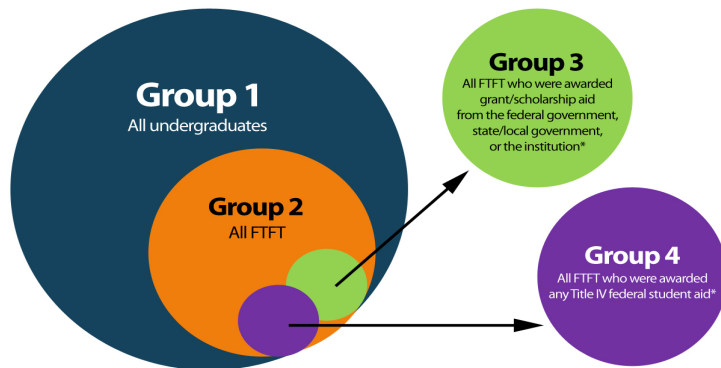 Group 1
All undergraduates
Group 2
All FTFT
Group 3
All FTFT who were awarded
grant/scholarship aid
from the federal government,
state/local government,
or the institution*
Group 4
All FTFT who were awarded
any Title IV federal student aid*